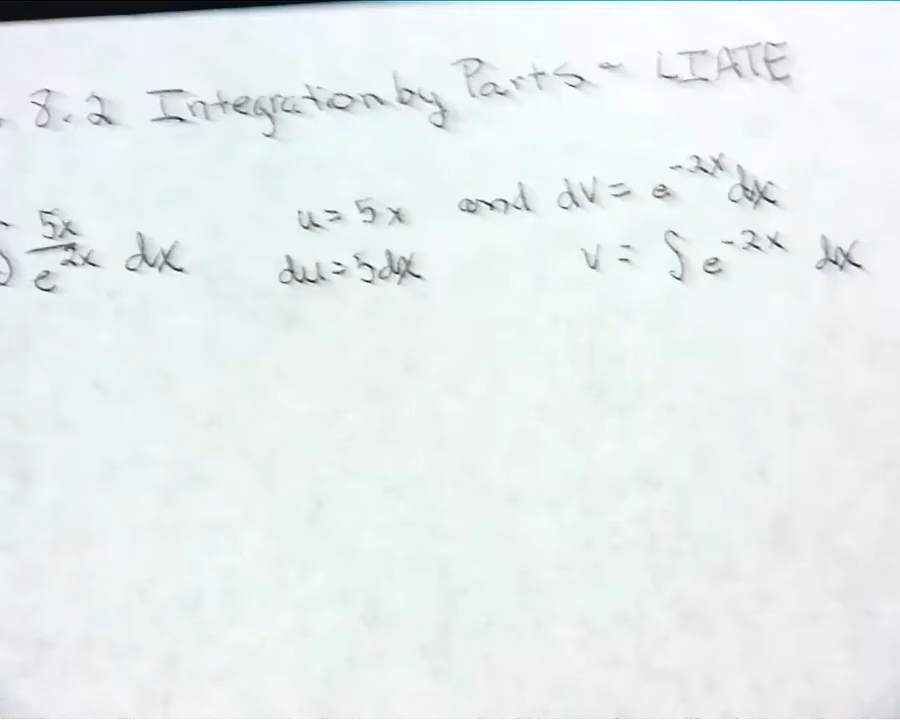 8.2 Integration by Parts - LIATE
∫ 5x/e^2x dx u = 5x and dv = e^-2x dx
du = 5dx v = ∫ e^-2x dx